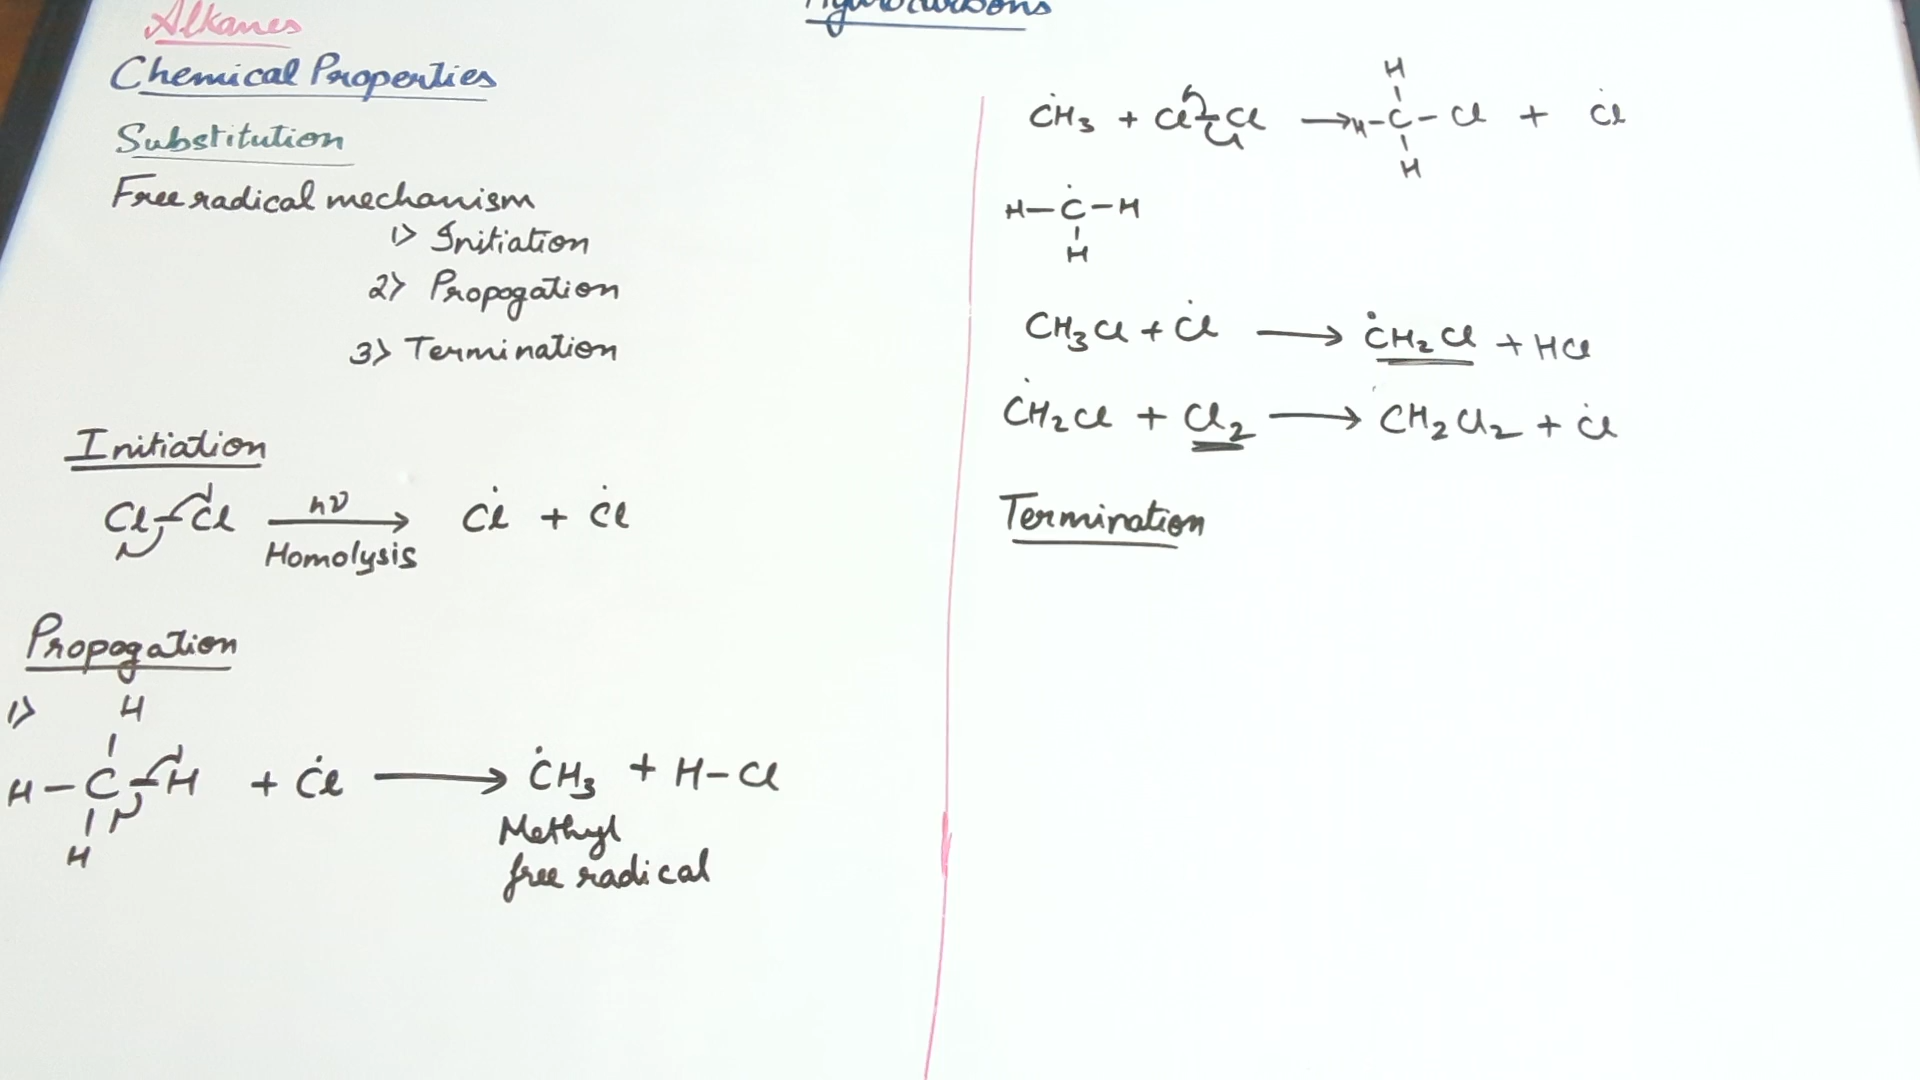 Alkanes
Hydrocarbons
Chemical Properties
Substitution
Free radical mechanism
1> Initiation
2> Propogation
3> Termination
Initiation
Cl-Cl hν Homolysis → Ċl + Ċl
Propogation
1>
H
H-C-H + Ċl → ĊH₃ + H-Cl
H
Methyl
free radical
H
ĊH₃ + Cl-Cl → H-C-Cl + Ċl
H
H-Ċ-H
H
CH₃Cl + Ċl → ĊH₂Cl + HCl
ĊH₂Cl + Cl₂ → CH₂Cl₂ + Ċl
Termination